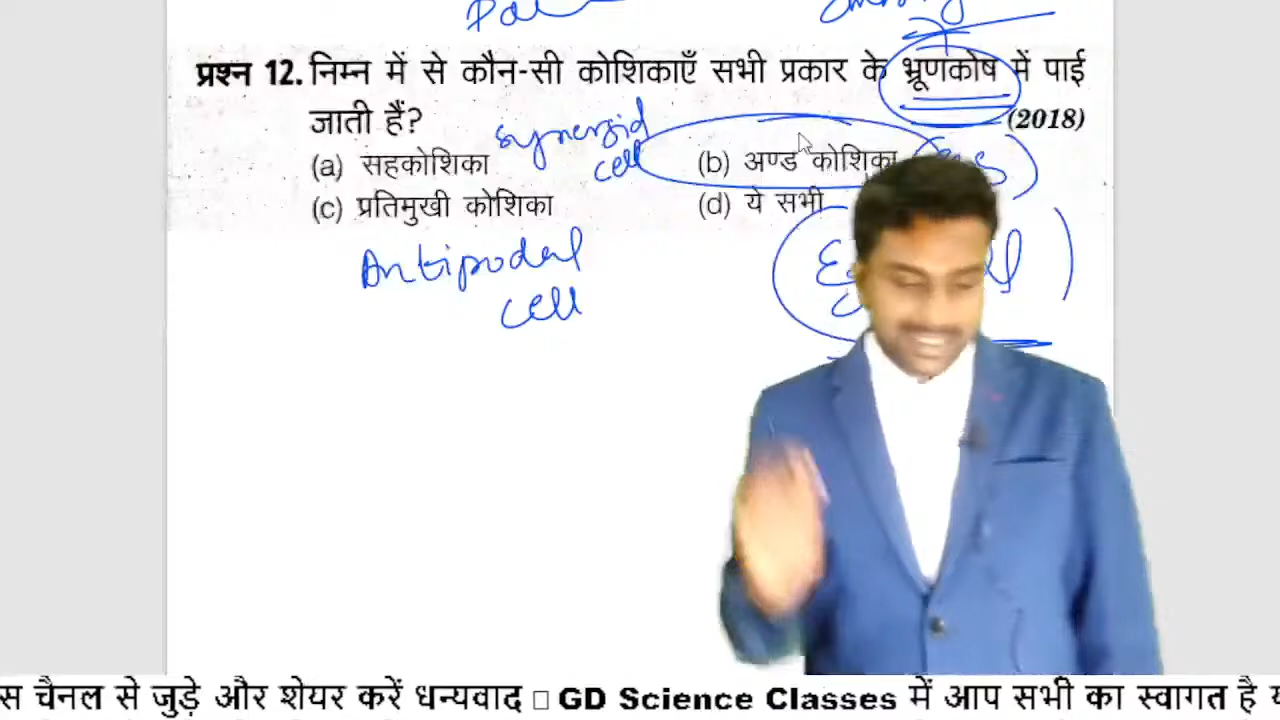 प्रश्न 12. निम्न में से कौन-सी कोशिकाएँ सभी प्रकार के भ्रूणकोष में पाई
जाती हैं?
(2018)
synergid
cell
(a) सहकोशिका
(b) अण्ड कोशिका
(c) प्रतिमुखी कोशिका
(d) ये सभी
Antipodal
cell
स चैनल से जुड़े और शेयर करें धन्यवाद □ GD Science Classes में आप सभी का स्वागत है